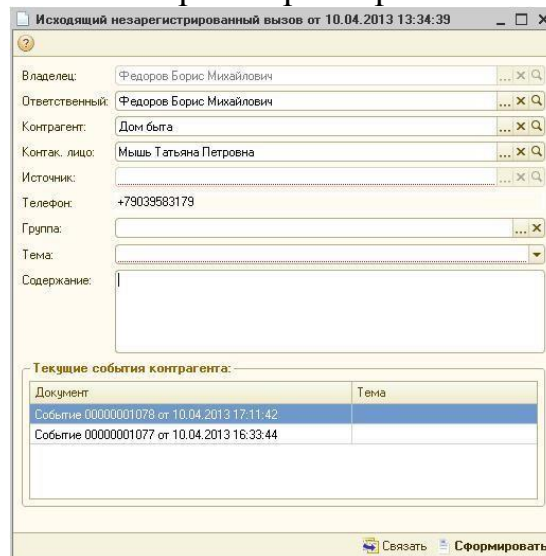 Исходящий незарегистрированный вызов от 10.04.2013 13:34:39
Владелец: Федоров Борис Михайлович
Ответственный: Федоров Борис Михайлович
Контрагент: Дом быта
Контак. лицо: Мышь Татьяна Петровна
Источник:
Телефон: +79039583179
Группа:
Тема:
Содержание:
Текущие события контрагента:
Документ Тема
Событие 00000001078 от 10.04.2013 17:11:42
Событие 00000001077 от 10.04.2013 16:33:44
Связать Сформировать